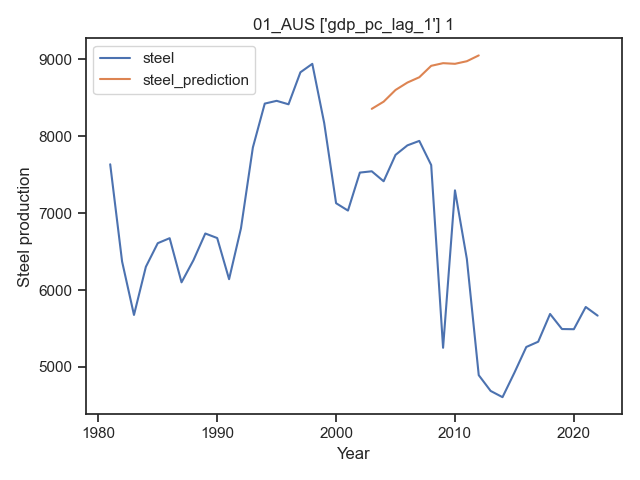 01_AUS ['gdp_pc_lag_1'] 1
steel
steel_prediction
Steel production
9000
8000
7000
6000
5000
1980
1990
2000
2010
2020
Year